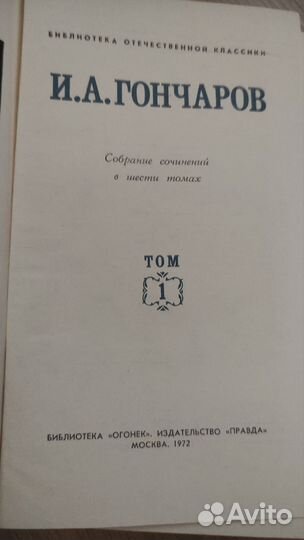 БИБЛИОТЕКА ОТЕЧЕСТВЕННОЙ КЛАССИКИ
И.А.ГОНЧАРОВ
Собрание сочинений
в шести томах
ТОМ
1
БИБЛИОТЕКА «ОГОНЕК». ИЗДАТЕЛЬСТВО «ПРАВДА»
МОСКВА. 1972
Avito